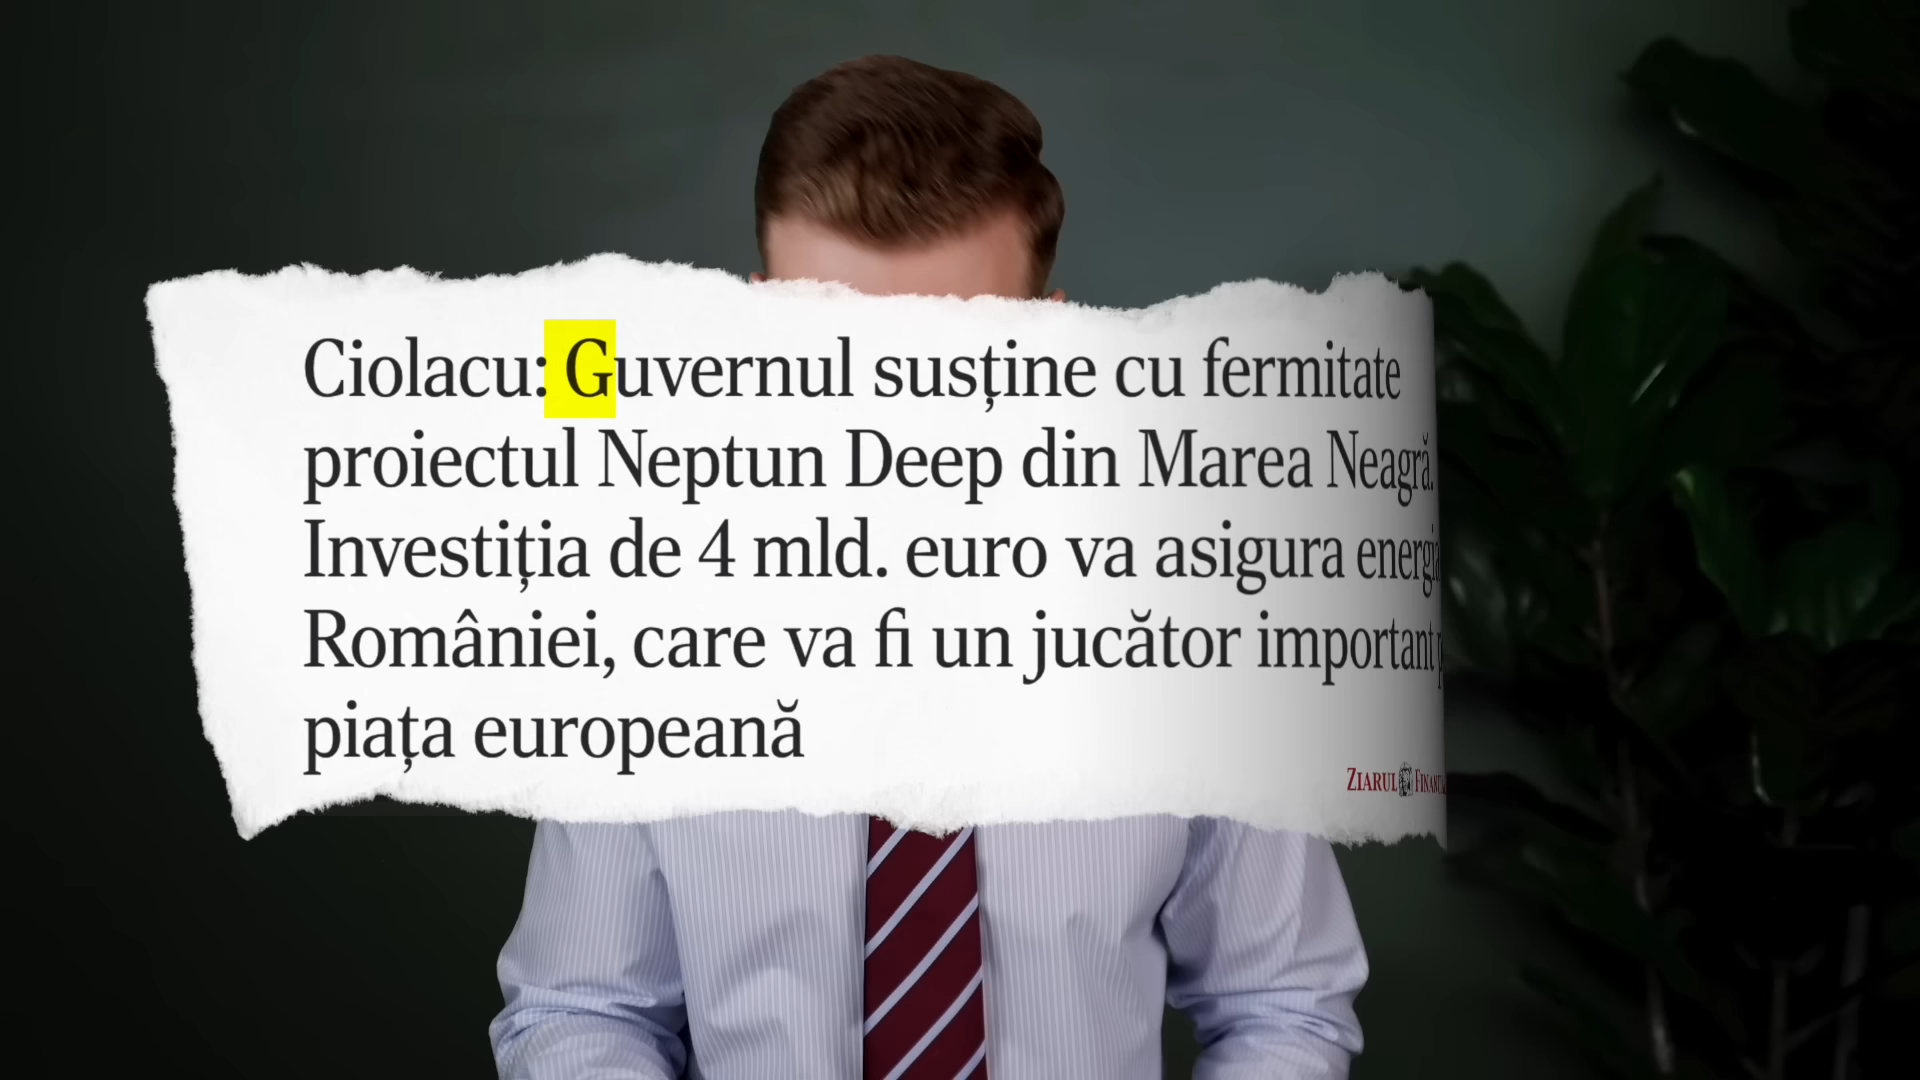 Ciolacu: Guvernul susține cu fermitate
proiectul Neptun Deep din Marea Neagră.
Investiția de 4 mld. euro va asigura
României, care va fi un jucător important
piața europeană
ZIARUL